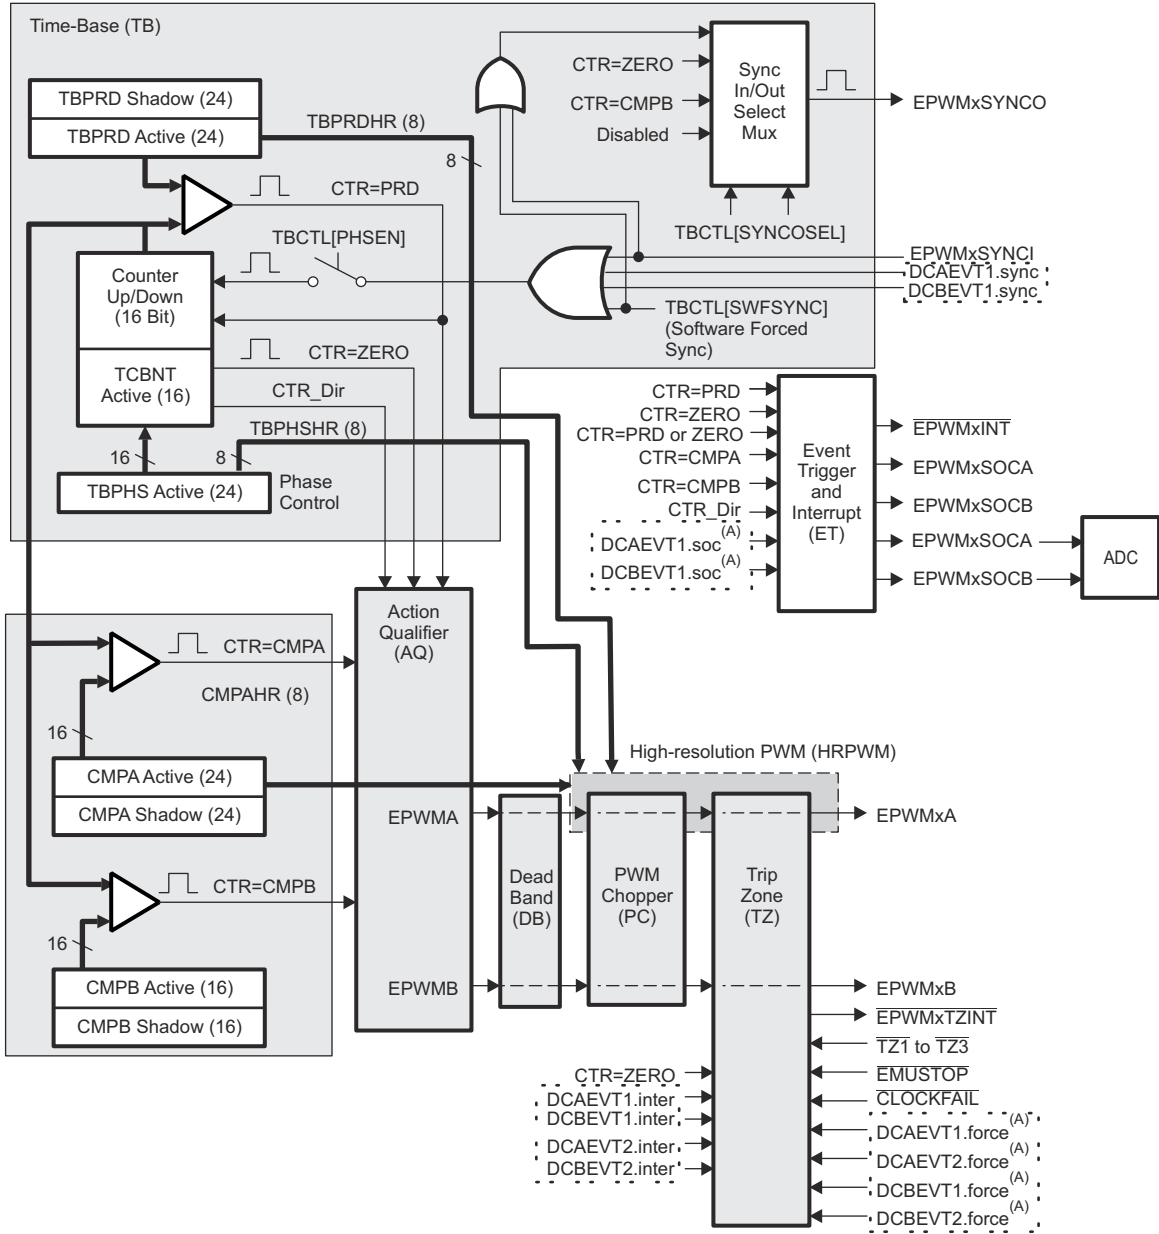 Time-Base (TB)
TBPRD Shadow (24)
TBPRD Active (24)
TBPRDHR (8)
8
CTR=PRD
TBCTL[PHSEN]
Counter
Up/Down
(16 Bit)
TCBNT
Active (16)
CTR=ZERO
CTR_Dir
TBPHSHR (8)
16
8
TBPHS Active (24)
Phase
Control
CTR=ZERO
CTR=CMPB
Disabled
Sync
In/Out
Select
Mux
EPWMxSYNCO
TBCTL[SYNCOSEL]
EPWMxSYNCI
DCAEVT1.sync
DCBEVT1.sync
TBCTL[SWFSYNC]
(Software Forced
Sync)
CTR=PRD
CTR=ZERO
CTR=PRD or ZERO
CTR=CMPA
CTR=CMPB
CTR_Dir
DCAEVT1.soc(A)
DCBEVT1.soc(A)
Event
Trigger
and
Interrupt
(ET)
EPWMxINT
EPWMxSOCA
EPWMxSOCB
EPWMxSOCA
EPWMxSOCB
ADC
Action
Qualifier
(AQ)
CTR=CMPA
CMPAHR (8)
16
CMPA Active (24)
CMPA Shadow (24)
CTR=CMPB
16
CMPB Active (16)
CMPB Shadow (16)
EPWMA
EPWMB
High-resolution PWM (HRPWM)
Dead
Band
(DB)
PWM
Chopper
(PC)
Trip
Zone
(TZ)
EPWMxA
EPWMxB
EPWMxTZINT
TZ1 to TZ3
EMUSTOP
CLOCKFAIL
DCAEVT1.force(A)
DCAEVT2.force(A)
DCBEVT1.force(A)
DCBEVT2.force(A)
CTR=ZERO
DCAEVT1.inter
DCBEVT1.inter
DCAEVT2.inter
DCBEVT2.inter